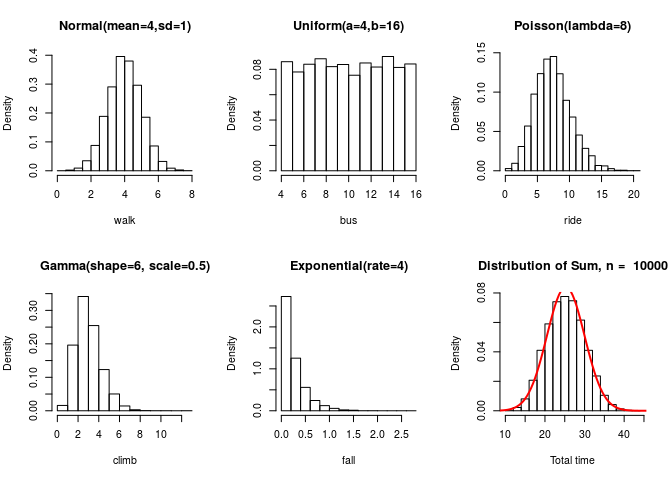 Normal(mean=4,sd=1)
Density
0.0 0.1 0.2 0.3 0.4
0 2 4 6 8
walk
Uniform(a=4,b=16)
Density
0.00 0.04 0.08
4 6 8 10 12 14 16
bus
Poisson(lambda=8)
Density
0.00 0.05 0.10 0.15
0 5 10 15 20
ride
Gamma(shape=6, scale=0.5)
Density
0.00 0.10 0.20 0.30
0 2 4 6 8 10
climb
Exponential(rate=4)
Density
0.0 1.0 2.0
0.0 0.5 1.0 1.5 2.0 2.5
fall
Distribution of Sum, n = 10000
Density
0.00 0.04 0.08
10 20 30 40
Total time